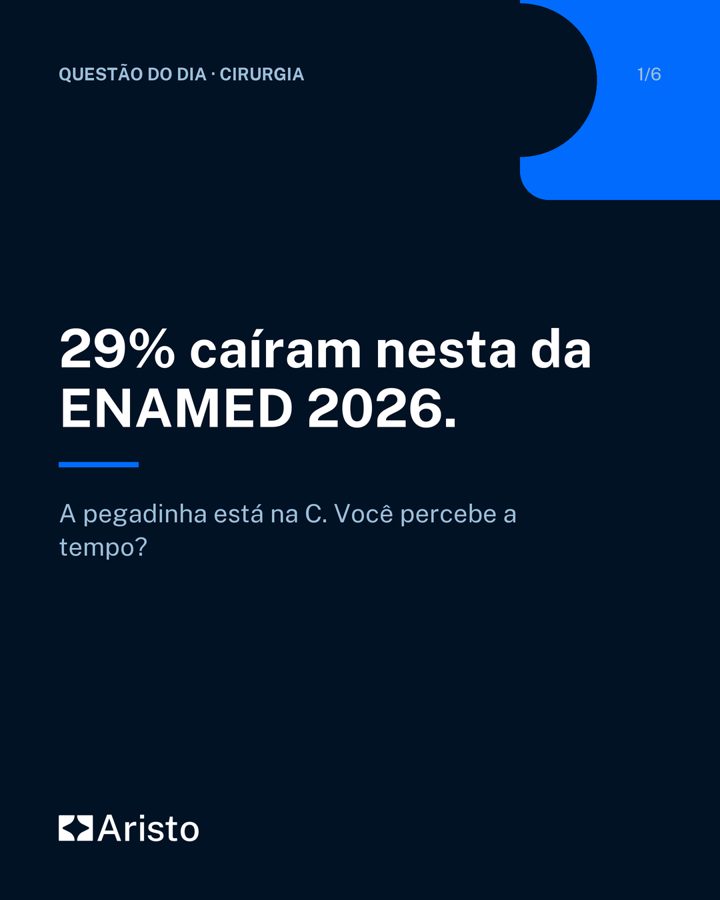 QUESTÃO DO DIA · CIRURGIA
1/6
29% caíram nesta da
ENAMED 2026.
A pegadinha está na C. Você percebe a
tempo?
Aristo